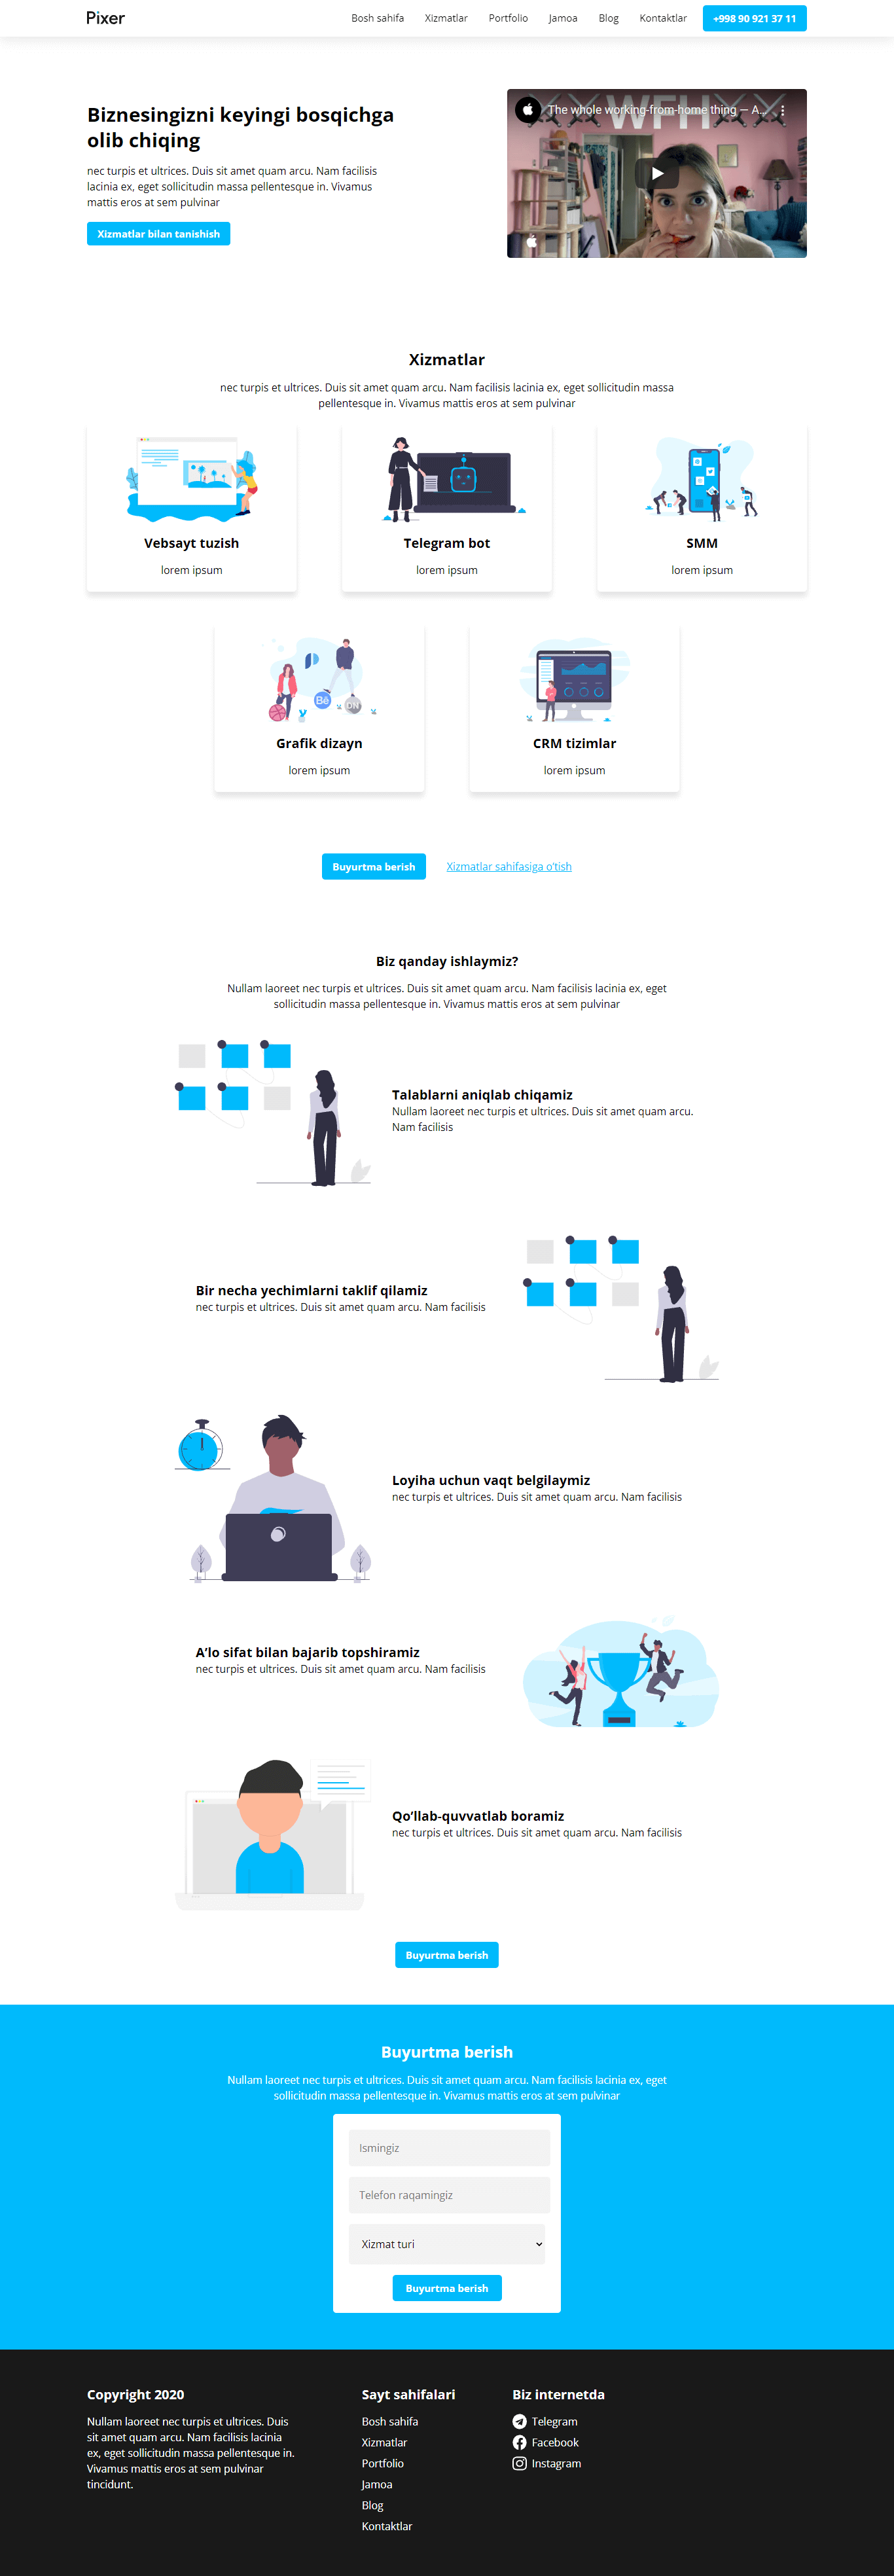 Pixer
Bosh sahifa
Xizmatlar
Portfolio
Jamoa
Blog
Kontaktlar
+998 90 921 37 11
Biznesingizni keyingi bosqichga
olib chiqing
nec turpis et ultrices. Duis sit amet quam arcu. Nam facilisis
lacinia ex, eget sollicitudin massa pellentesque in. Vivamus
mattis eros at sem pulvinar
Xizmatlar bilan tanishish
The whole working-from-home thing — A...
WFH
Xizmatlar
nec turpis et ultrices. Duis sit amet quam arcu. Nam facilisis lacinia ex, eget sollicitudin massa
pellentesque in. Vivamus mattis eros at sem pulvinar
Vebsayt tuzish
lorem ipsum
Telegram bot
lorem ipsum
SMM
lorem ipsum
Bē
DN
Grafik dizayn
lorem ipsum
CRM tizimlar
lorem ipsum
Buyurtma berish
Xizmatlar sahifasiga o'tish
Biz qanday ishlaymiz?
Nullam laoreet nec turpis et ultrices. Duis sit amet quam arcu. Nam facilisis lacinia ex, eget
sollicitudin massa pellentesque in. Vivamus mattis eros at sem pulvinar
Talablarni aniqlab chiqamiz
Nullam laoreet nec turpis et ultrices. Duis sit amet quam arcu.
Nam facilisis
Bir necha yechimlarni taklif qilamiz
nec turpis et ultrices. Duis sit amet quam arcu. Nam facilisis
Loyiha uchun vaqt belgilaymiz
nec turpis et ultrices. Duis sit amet quam arcu. Nam facilisis
A’lo sifat bilan bajarib topshiramiz
nec turpis et ultrices. Duis sit amet quam arcu. Nam facilisis
Qo‘llab-quvvatlab boramiz
nec turpis et ultrices. Duis sit amet quam arcu. Nam facilisis
Buyurtma berish
Buyurtma berish
Nullam laoreet nec turpis et ultrices. Duis sit amet quam arcu. Nam facilisis lacinia ex, eget
sollicitudin massa pellentesque in. Vivamus mattis eros at sem pulvinar
Ismingiz
Telefon raqamingiz
Xizmat turi
Buyurtma berish
Copyright 2020
Nullam laoreet nec turpis et ultrices. Duis
sit amet quam arcu. Nam facilisis lacinia
ex, eget sollicitudin massa pellentesque in.
Vivamus mattis eros at sem pulvinar
tincidunt.
Sayt sahifalari
Bosh sahifa
Xizmatlar
Portfolio
Jamoa
Blog
Kontaktlar
Biz internetda
Telegram
Facebook
Instagram